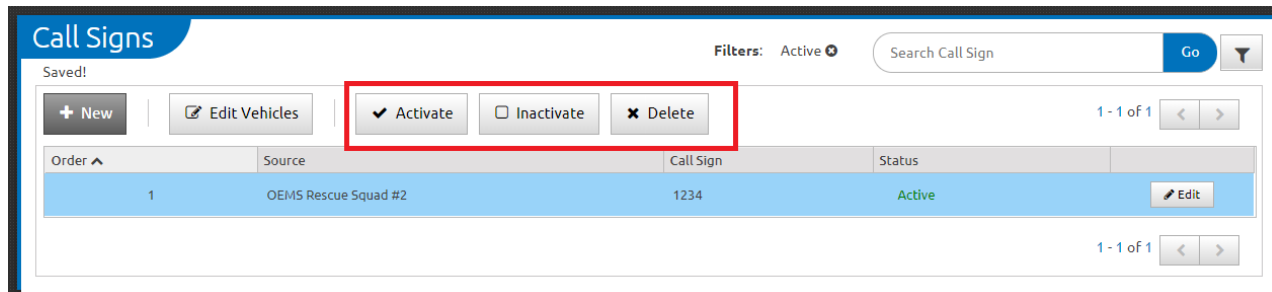 Call Signs
Filters: Active Search Call Sign Go
Saved!
New Edit Vehicles Activate Inactivate Delete 1 - 1 of 1
Order Source Call Sign Status
1 OEMS Rescue Squad #2 1234 Active Edit
1 - 1 of 1